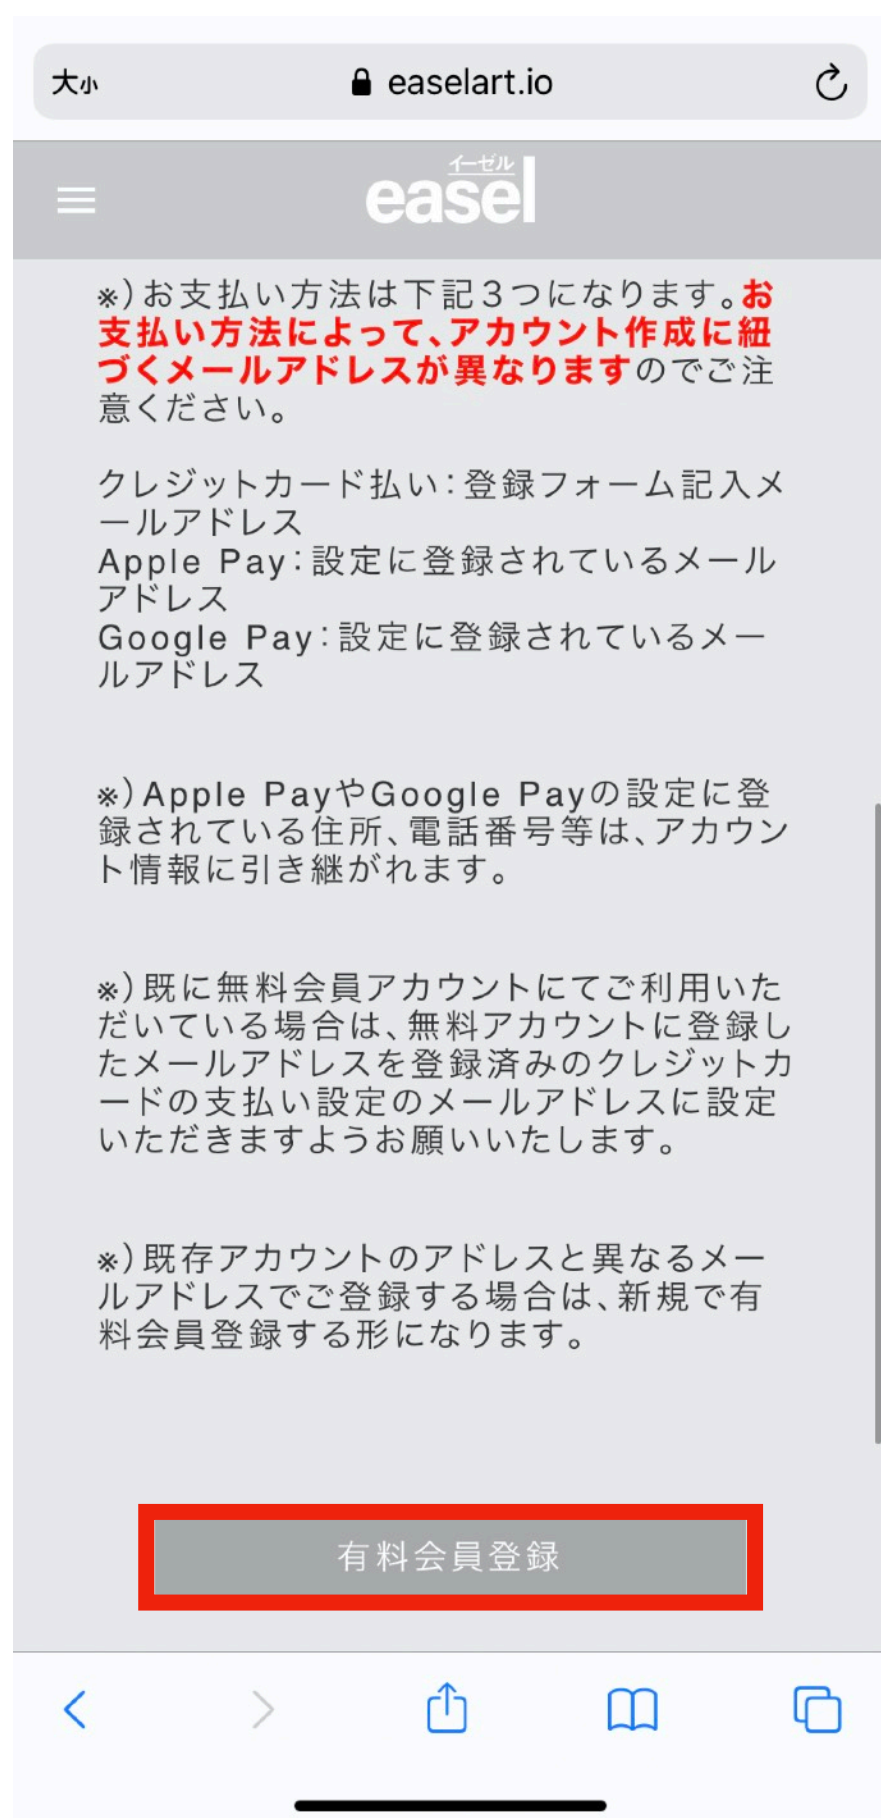 大小
easelart.io
イーゼル
easel
※)お支払い方法は下記3つになります。お
支払い方法によって、アカウント作成に紐
づくメールアドレスが異なりますのでご注
意ください。
クレジットカード払い:登録フォーム記入メ
ールアドレス
Apple Pay:設定に登録されているメール
アドレス
Google Pay:設定に登録されているメー
ルアドレス
※)Apple PayやGoogle Payの設定に登
録されている住所、電話番号等は、アカウン
ト情報に引き継がれます。
※)既に無料会員アカウントにてご利用いた
だいている場合は、無料アカウントに登録し
たメールアドレスを登録済みのクレジットカ
ードの支払い設定のメールアドレスに設定
いただきますようお願いいたします。
※)既存アカウントのアドレスと異なるメー
ルアドレスでご登録する場合は、新規で有
料会員登録する形になります。
有料会員登録